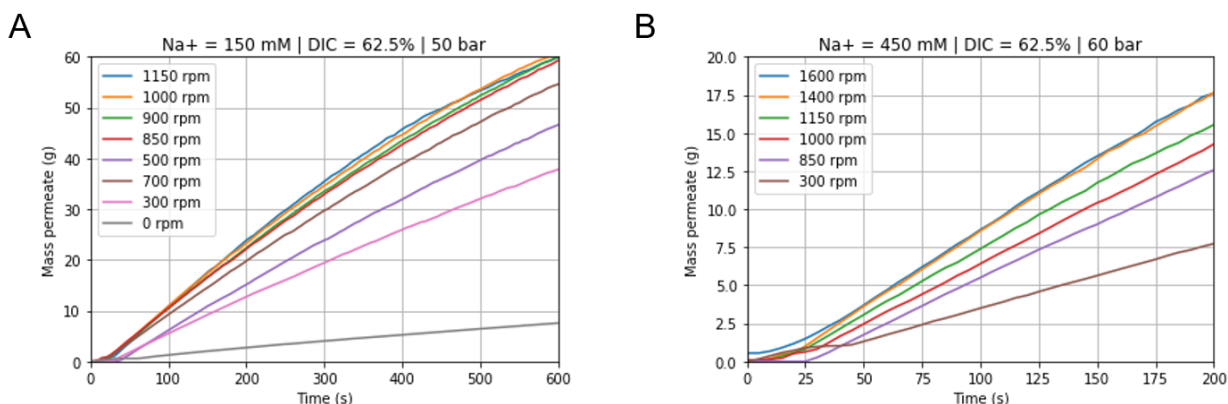 A
Na+ = 150 mM | DIC = 62.5% | 50 bar
Mass permeate (g)
60
50
40
30
20
10
0
1150 rpm
1000 rpm
900 rpm
850 rpm
500 rpm
700 rpm
300 rpm
0 rpm
0 100 200 300 400 500 600
Time (s)
B
Na+ = 450 mM | DIC = 62.5% | 60 bar
Mass permeate (g)
20.0
17.5
15.0
12.5
10.0
7.5
5.0
2.5
0.0
1600 rpm
1400 rpm
1150 rpm
1000 rpm
850 rpm
300 rpm
0 25 50 75 100 125 150 175 200
Time (s)